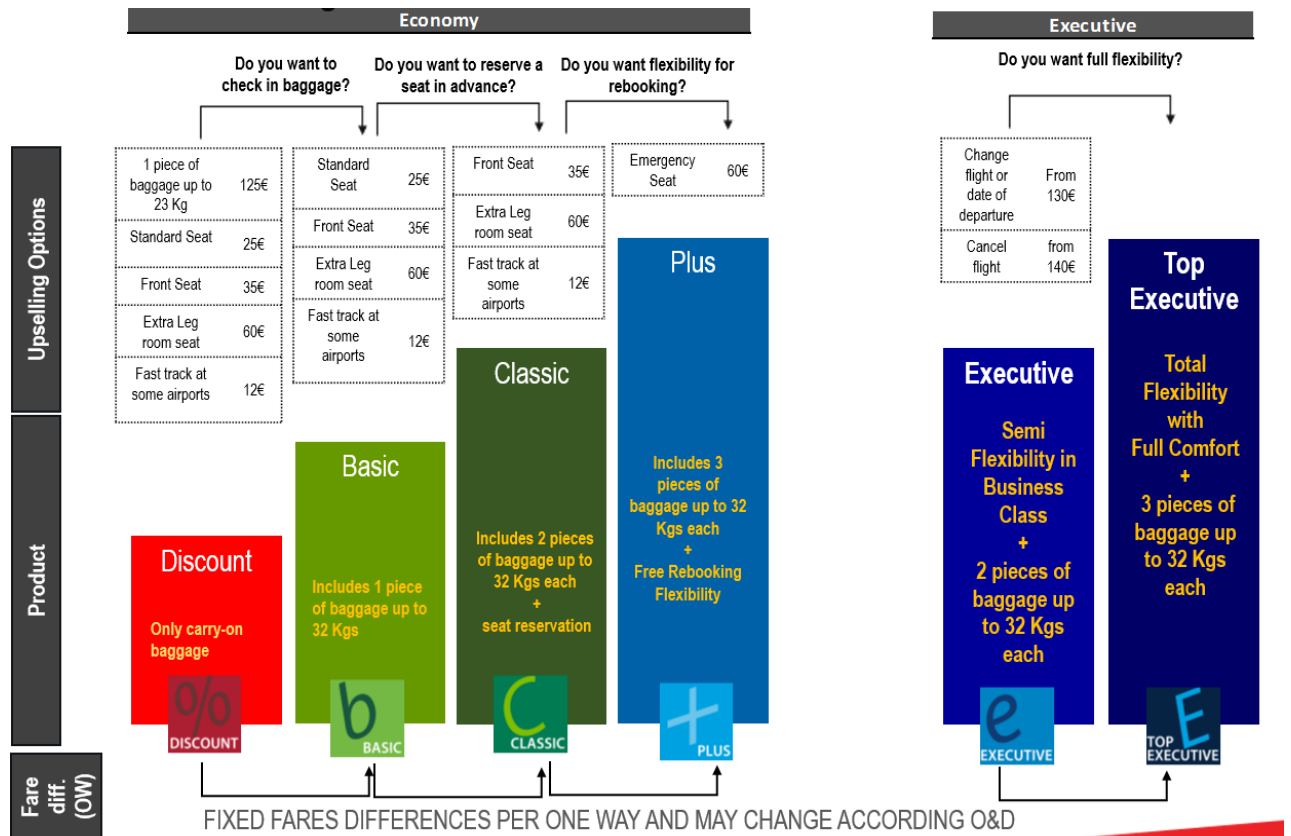 Economy
Executive
Do you want to
check in baggage?
Do you want to reserve a
seat in advance?
Do you want flexibility for
rebooking?
Do you want full flexibility?
Upselling Options
1 piece of
baggage up to
23 Kg
125€
Standard Seat
25€
Front Seat
35€
Extra Leg
room seat
60€
Fast track at
some airports
12€
Standard
Seat
25€
Front Seat
35€
Extra Leg
room seat
60€
Fast track at
some
airports
12€
Front Seat
35€
Extra Leg
room seat
60€
Fast track at
some
airports
12€
Emergency
Seat
60€
Change
flight or
date of
departure
From
130€
Cancel
flight
from
140€
Product
Discount
Only carry-on
baggage
%
DISCOUNT
Basic
Includes 1 piece
of baggage up to
32 Kgs
b
BASIC
Classic
Includes 2 pieces
of baggage up to
32 Kgs each
+
seat reservation
C
CLASSIC
Plus
Includes 3
pieces of
baggage up to 32
Kgs each
+
Free Rebooking
Flexibility
+
PLUS
Executive
Semi
Flexibility in
Business
Class
+
2 pieces of
baggage up
to 32 Kgs
each
e
EXECUTIVE
Top
Executive
Total
Flexibility
with
Full Comfort
+
3 pieces of
baggage up
to 32 Kgs
each
E
TOP
EXECUTIVE
Fare
diff.
(OW)
FIXED FARES DIFFERENCES PER ONE WAY AND MAY CHANGE ACCORDING O&D